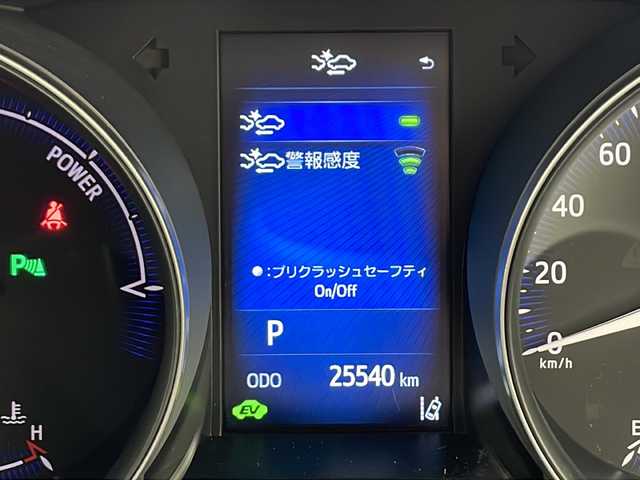 POWER
警報感度
●:プリクラッシュセーフティ
On/Off
P
ODO 25540 km
EV
P
H
60
40
20
0
km/h
E